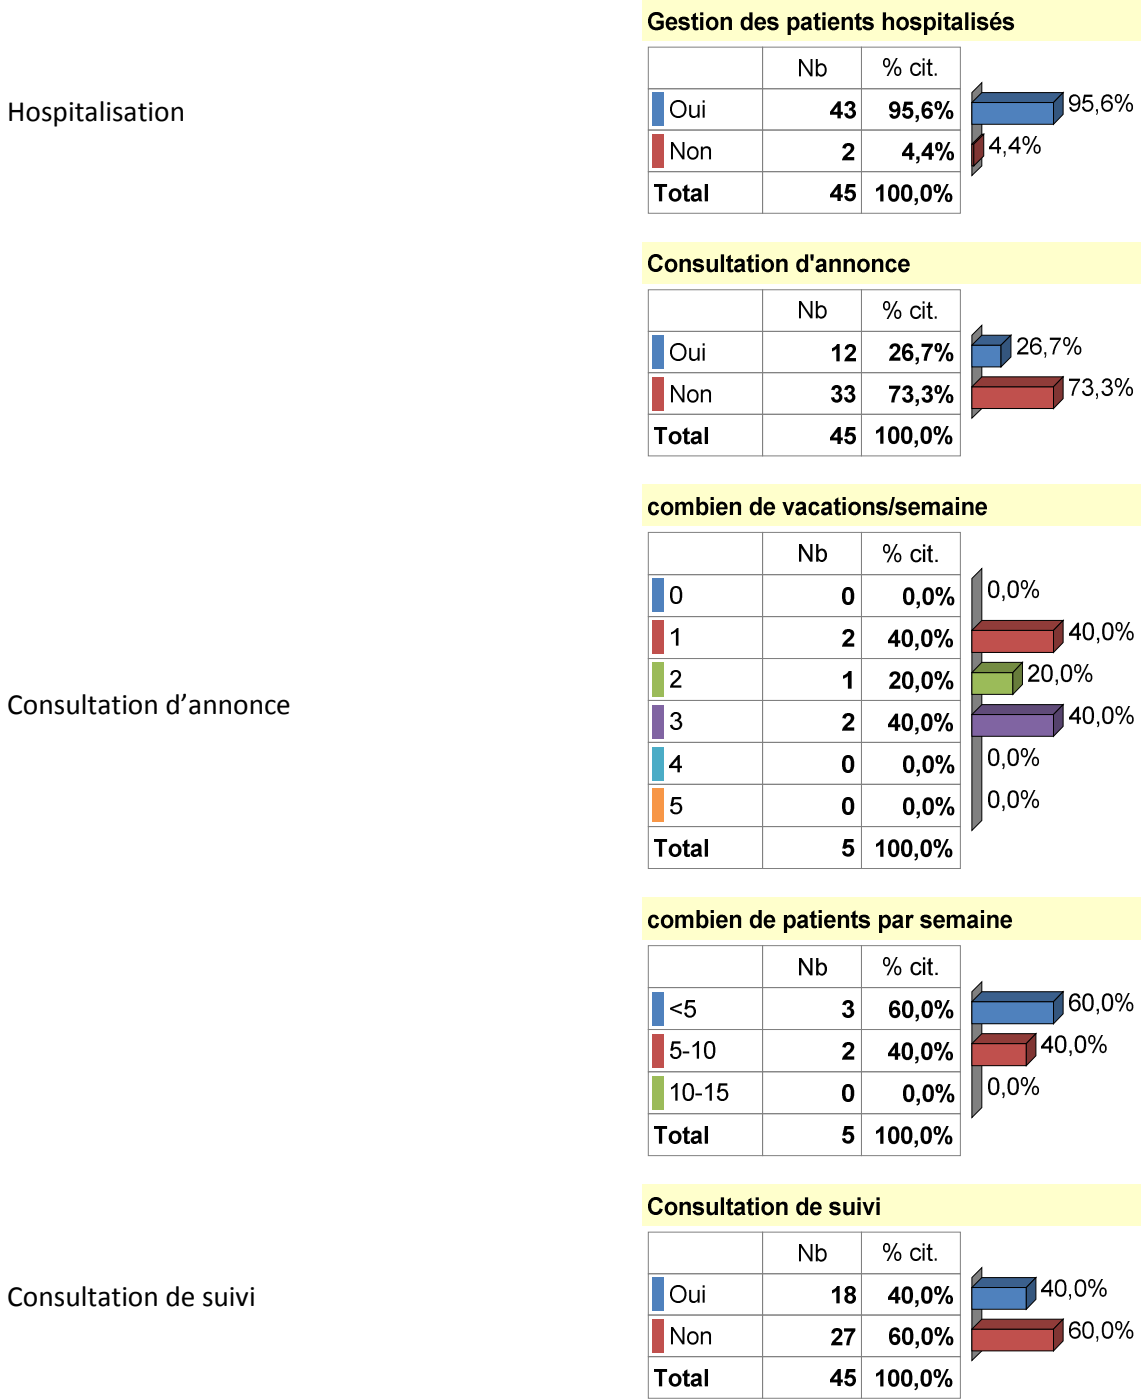 Gestion des patients hospitalisés
Nb % cit.
Hospitalisation
Oui 43 95,6% 95,6%
Non 2 4,4% 4,4%
Total 45 100,0%
Consultation d'annonce
Nb % cit.
Oui 12 26,7% 26,7%
Non 33 73,3% 73,3%
Total 45 100,0%
combien de vacations/semaine
Nb % cit.
0 0 0,0% 0,0%
1 2 40,0% 40,0%
2 1 20,0% 20,0%
Consultation d’annonce
3 2 40,0% 40,0%
4 0 0,0% 0,0%
5 0 0,0% 0,0%
Total 5 100,0%
combien de patients par semaine
Nb % cit.
<5 3 60,0% 60,0%
5-10 2 40,0% 40,0%
10-15 0 0,0% 0,0%
Total 5 100,0%
Consultation de suivi
Nb % cit.
Consultation de suivi
Oui 18 40,0% 40,0%
Non 27 60,0% 60,0%
Total 45 100,0%